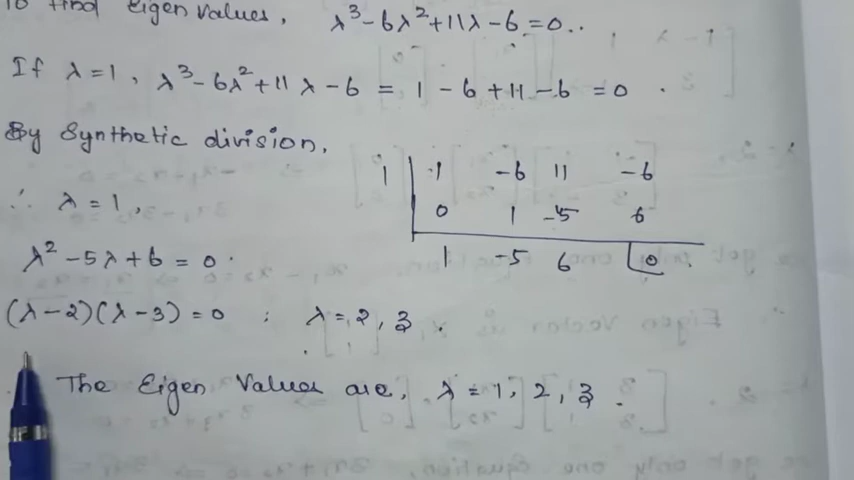 To find Eigen values, λ³-6λ²+11λ-6=0..
If λ=1, λ³-6λ²+11λ-6 = 1-6+11-6 =0.
By Synthetic division,
1 | 1 -6 11 -6
∴ λ=1,
0 1 -5 6
λ²-5λ+6=0.
1 -5 6 0.
(λ-2)(λ-3)=0 ; λ=2, 3.
The Eigen Values are, λ=1, 2, 3.